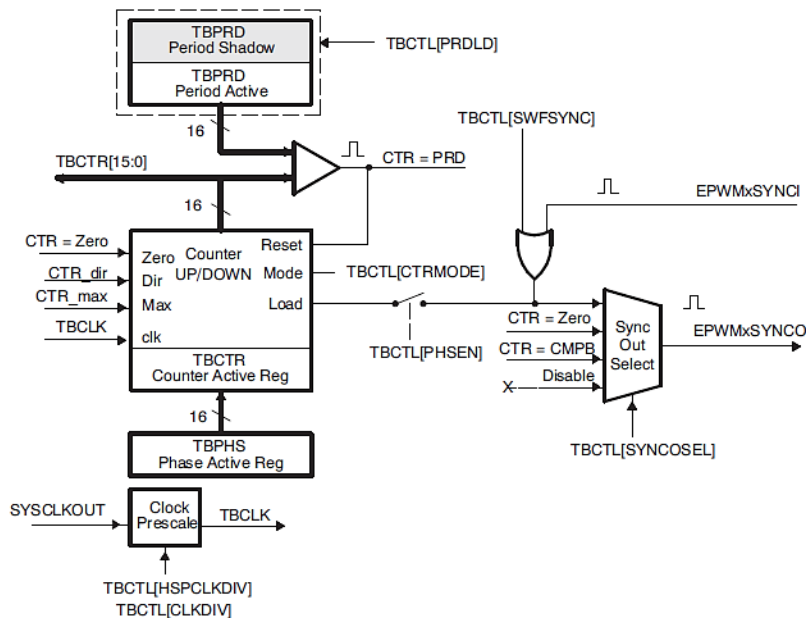 TBPRD
Period Shadow
TBPRD
Period Active
TBCTL[PRDLD]
16
TBCTR[15:0]
CTR = PRD
TBCTL[SWFSYNC]
EPWMxSYNCI
16
CTR = Zero
CTR_dir
CTR_max
TBCLK
Zero
Dir
Max
clk
Counter
UP/DOWN
Reset
Mode
Load
TBCTR
Counter Active Reg
TBCTL[CTRMODE]
TBCTL[PHSEN]
CTR = Zero
CTR = CMPB
Disable
X
Sync
Out
Select
EPWMxSYNCO
TBCTL[SYNCOSEL]
16
TBPHS
Phase Active Reg
SYSCLKOUT
Clock
Prescale
TBCLK
TBCTL[HSPCLKDIV]
TBCTL[CLKDIV]